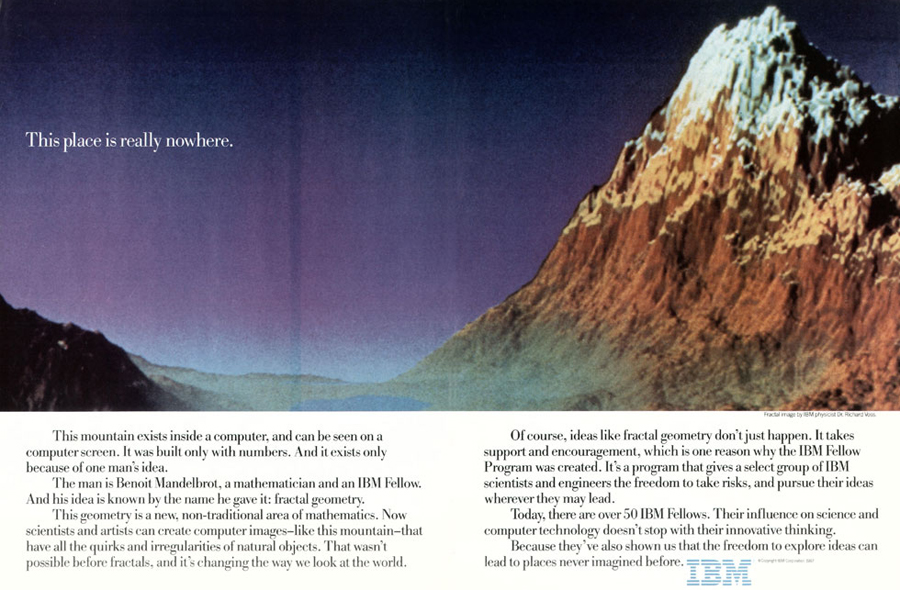 This place is really nowhere.
Fractal image by IBM physicist Dr. Richard Voss
This mountain exists inside a computer, and can be seen on a
computer screen. It was built only with numbers. And it exists only
because of one man's idea.
The man is Benoit Mandelbrot, a mathematician and an IBM Fellow.
And his idea is known by the name he gave it: fractal geometry.
This geometry is a new, non-traditional area of mathematics. Now
scientists and artists can create computer images–like this mountain–that
have all the quirks and irregularities of natural objects. That wasn't
possible before fractals, and it's changing the way we look at the world.
Of course, ideas like fractal geometry don't just happen. It takes
support and encouragement, which is one reason why the IBM Fellow
Program was created. It's a program that gives a select group of IBM
scientists and engineers the freedom to take risks, and pursue their ideas
wherever they may lead.
Today, there are over 50 IBM Fellows. Their influence on science and
computer technology doesn't stop with their innovative thinking.
Because they've also shown us that the freedom to explore ideas can
lead to places never imagined before.
IBM
© Copyright IBM Corporation 1987